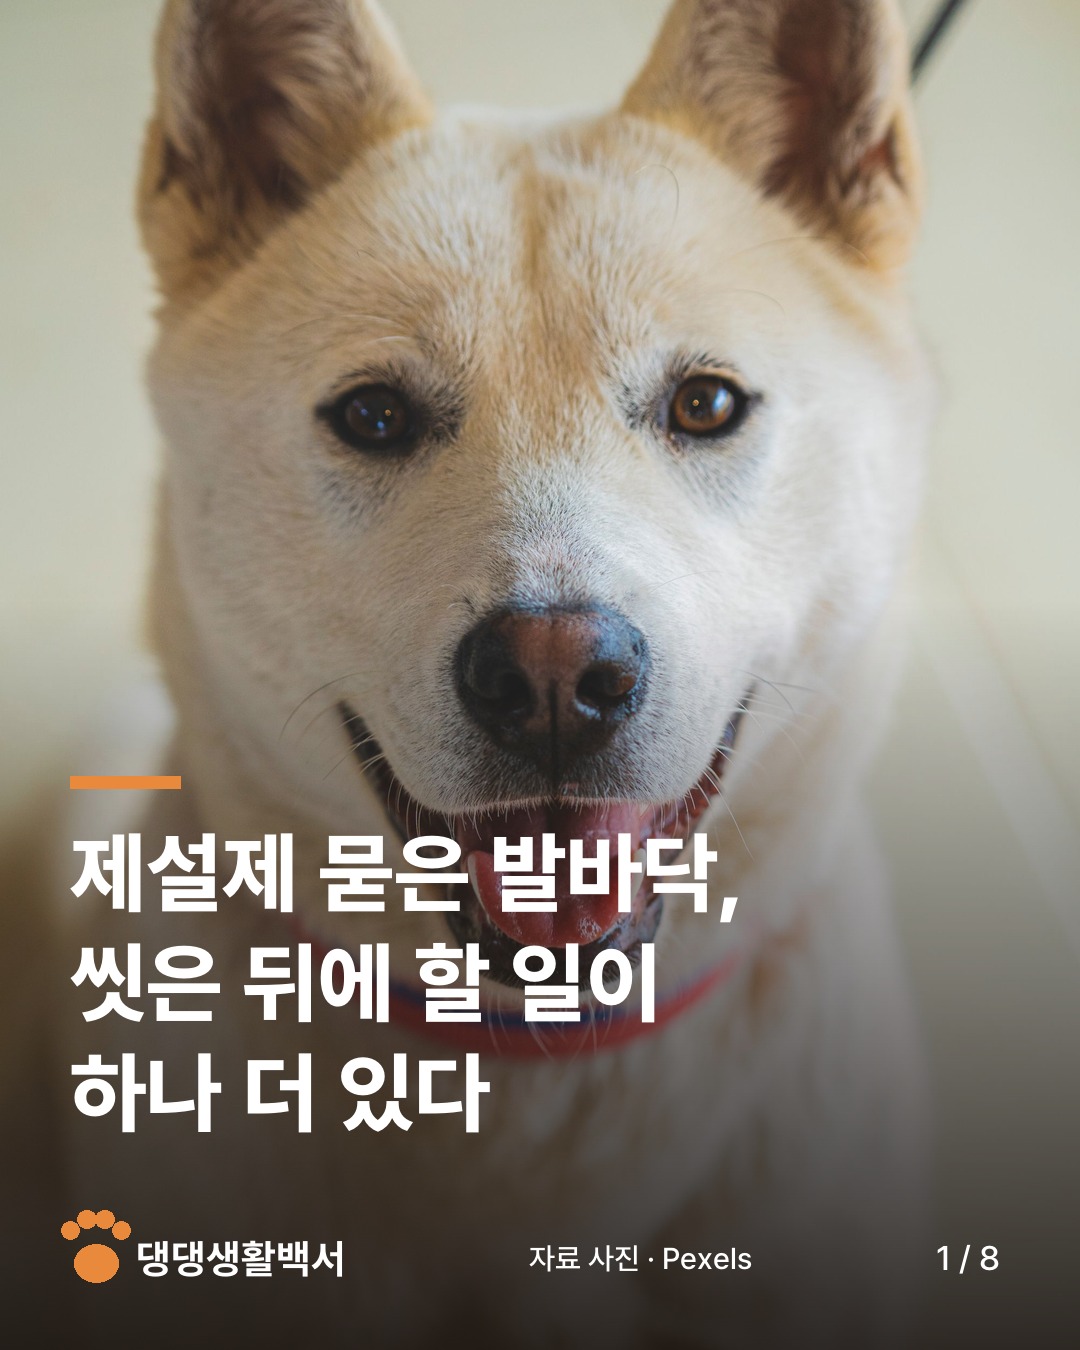 제설제 묻은 발바닥,
씻은 뒤에 할 일이
하나 더 있다
댕댕생활백서
자료 사진 · Pexels
1 / 8